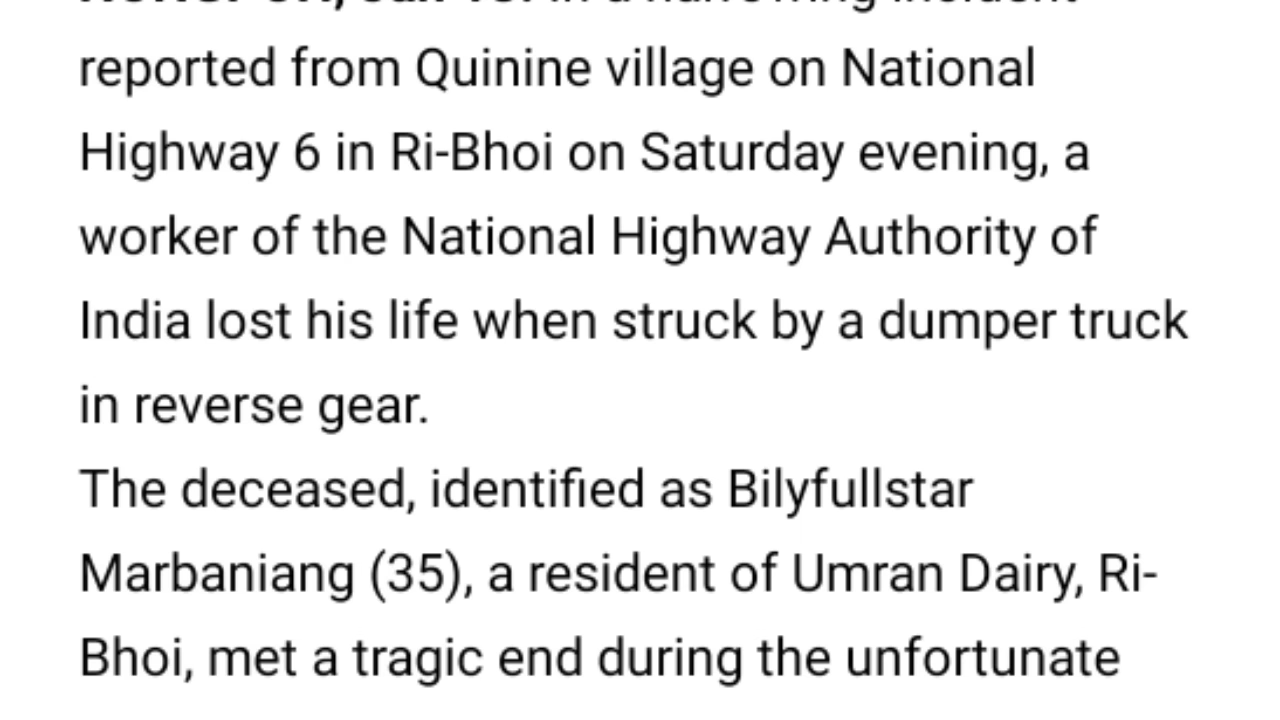 reported from Quinine village on National
Highway 6 in Ri-Bhoi on Saturday evening, a
worker of the National Highway Authority of
India lost his life when struck by a dumper truck
in reverse gear.
The deceased, identified as Bilyfullstar
Marbaniang (35), a resident of Umran Dairy, Ri-
Bhoi, met a tragic end during the unfortunate